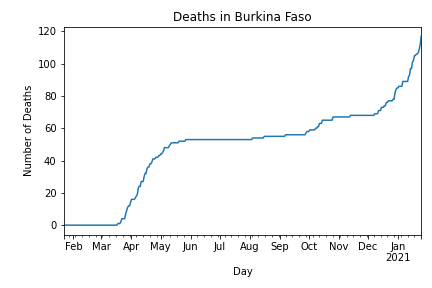 Deaths in Burkina Faso
120
100
80
60
40
20
0
Number of Deaths
Feb Mar Apr May Jun Jul Aug Sep Oct Nov Dec Jan
2021
Day